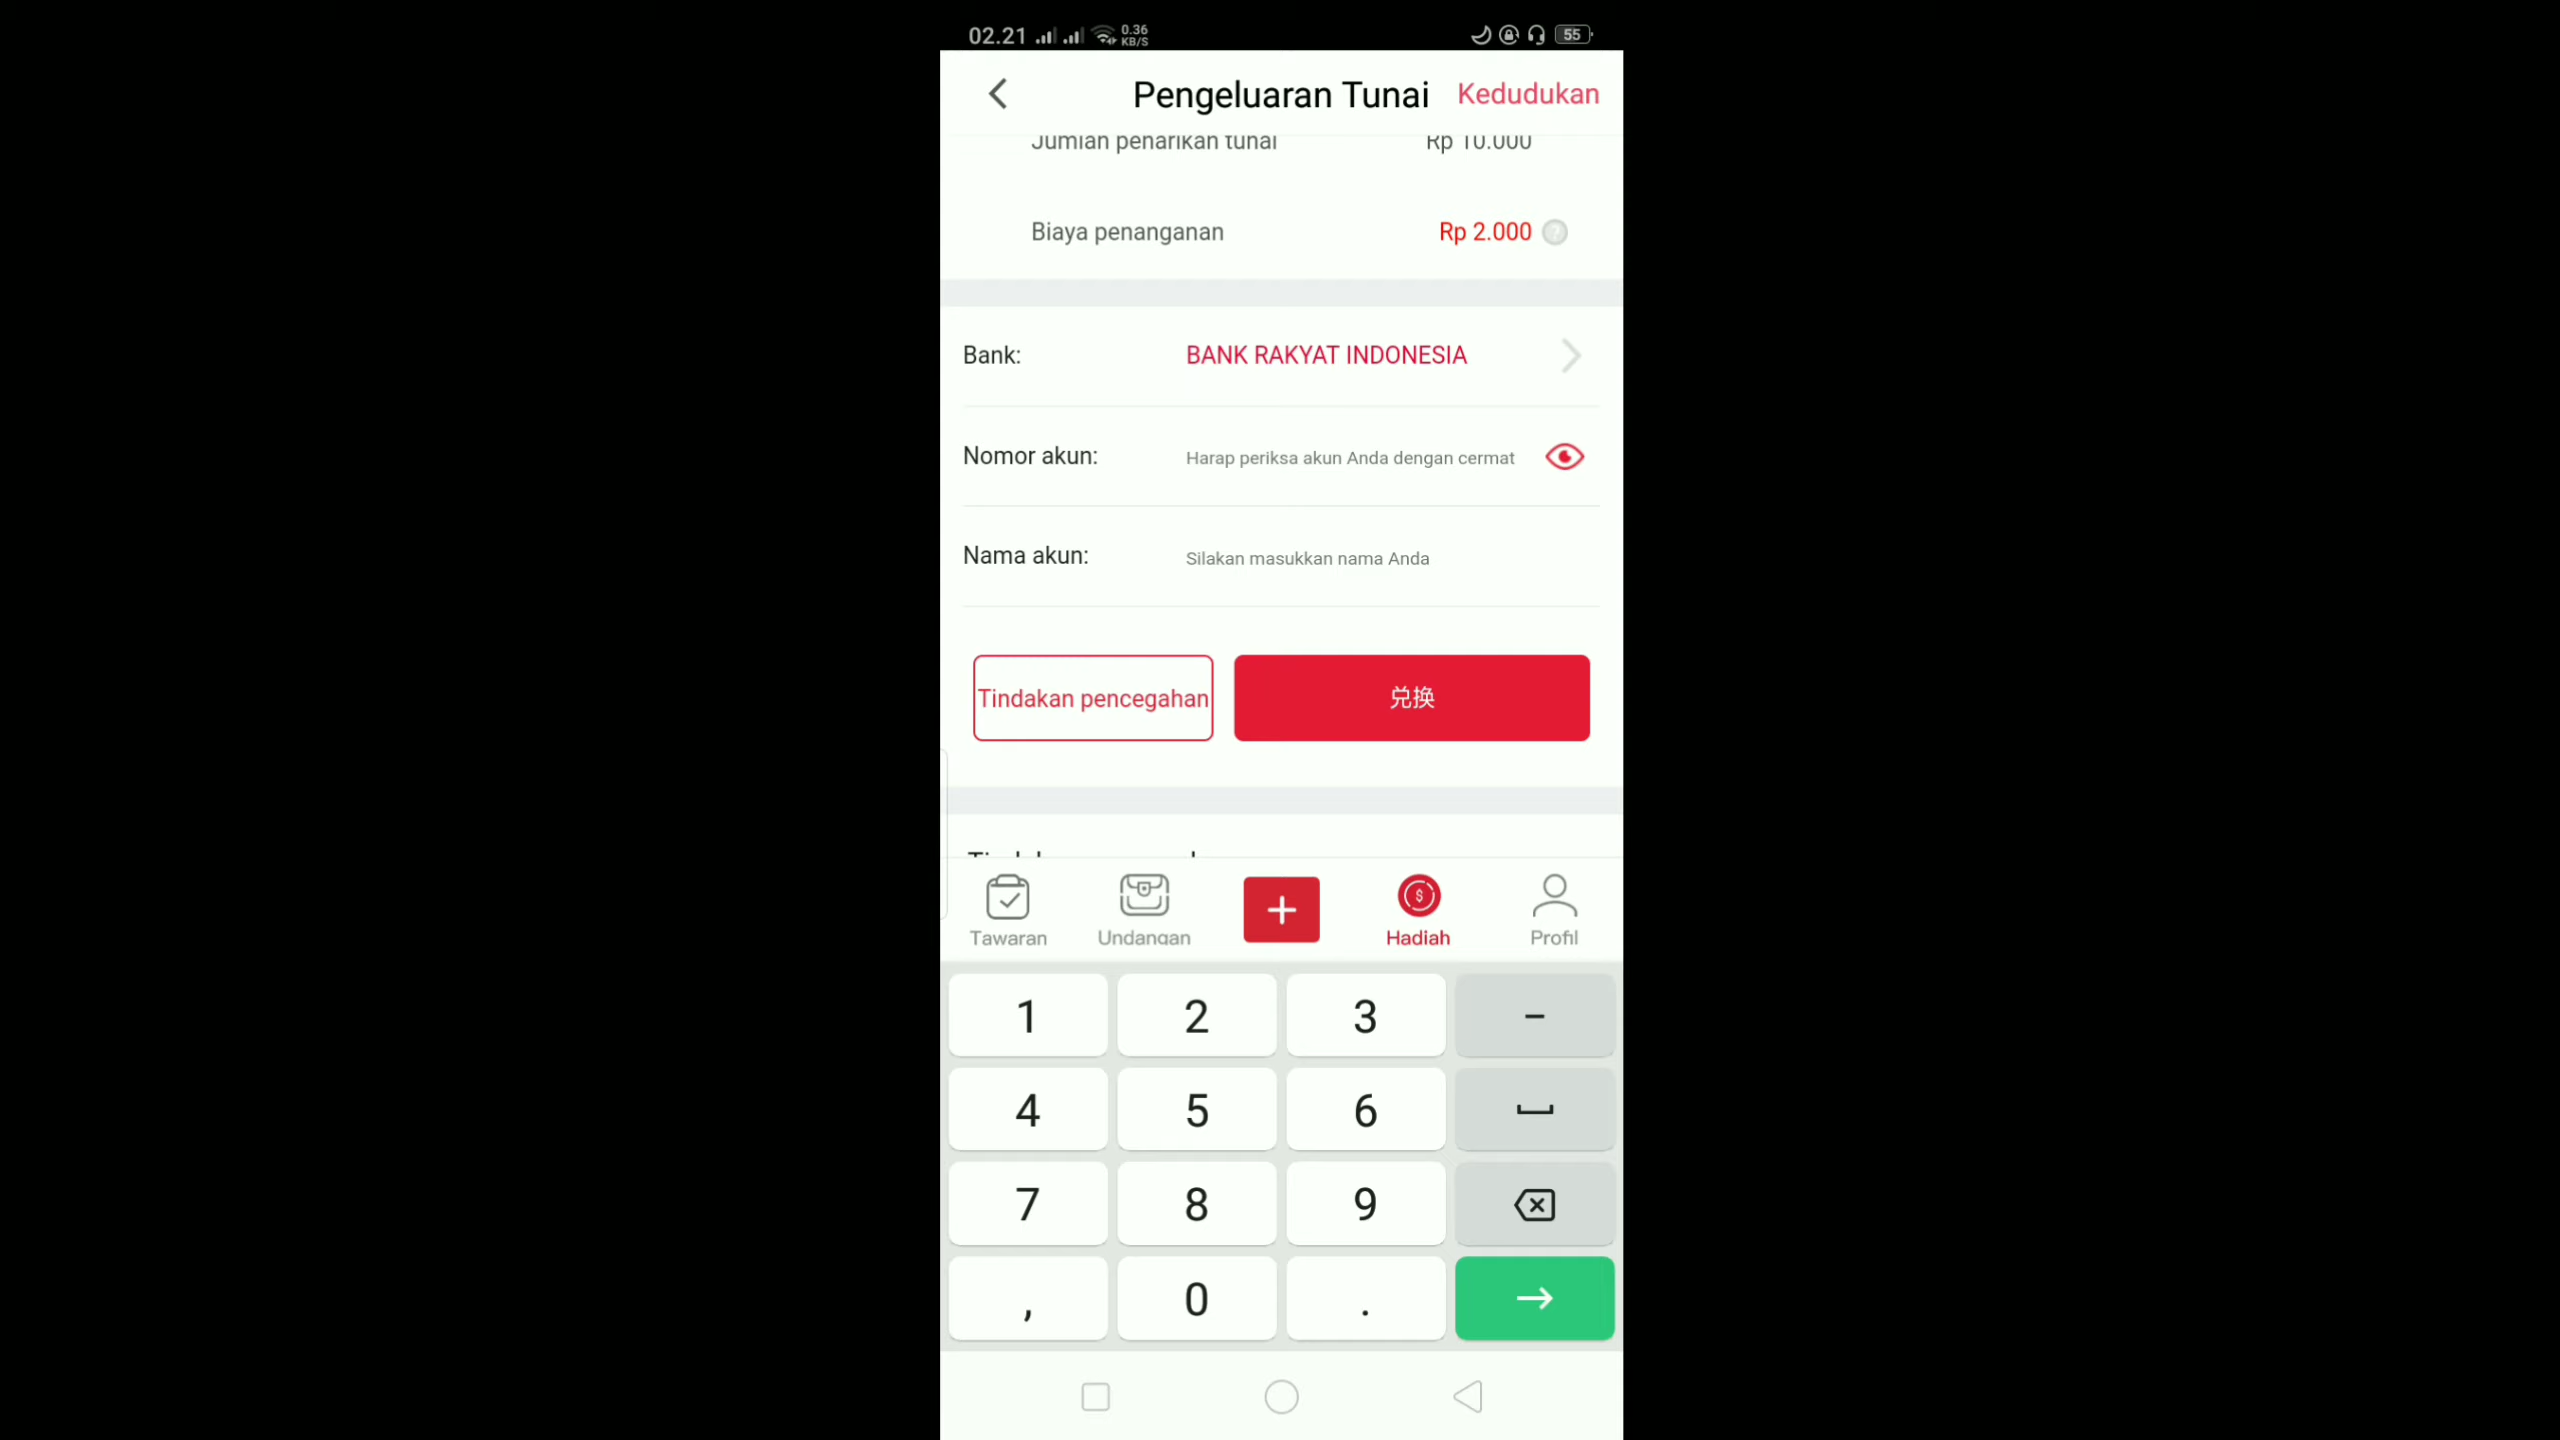 02.21 0.36 KB/S 55
Pengeluaran Tunai Kedudukan
Jumlah penarikan tunai Rp 10.000
Biaya penanganan Rp 2.000 ?
Bank: BANK RAKYAT INDONESIA
Nomor akun: Harap periksa akun Anda dengan cermat
Nama akun: Silakan masukkan nama Anda
Tindakan pencegahan 兑换
Tawaran Undangan + Hadiah Profil
1 2 3 -
4 5 6
7 8 9
, 0 .